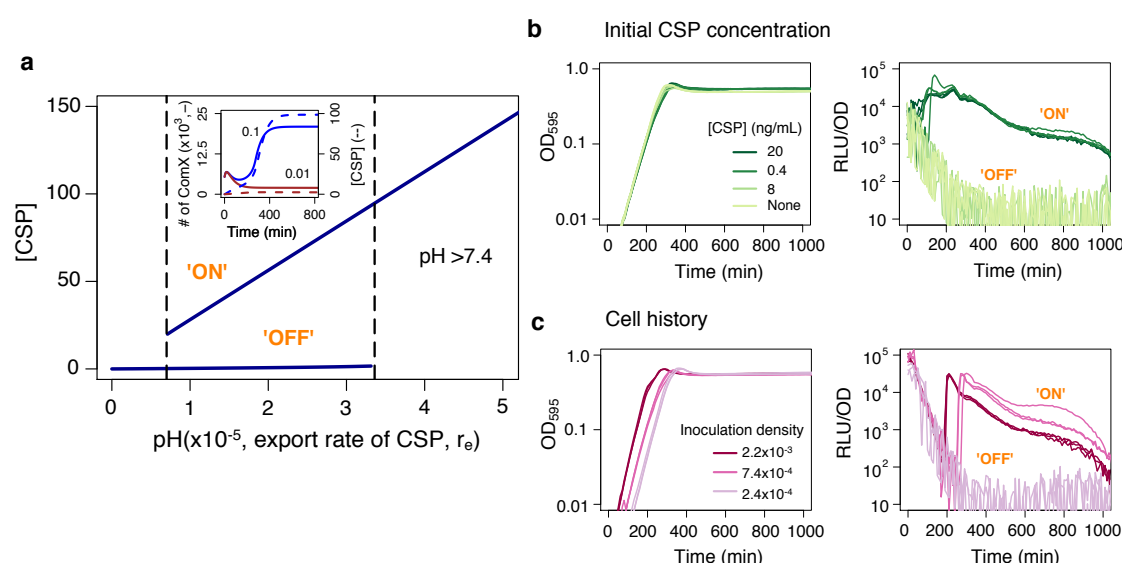 a
150
100
50
0
[CSP]
0 1 2 3 4 5
pH(x10⁻⁵, export rate of CSP, rₑ)
'ON'
'OFF'
pH >7.4
# of ComX (x10³,–)
25
12.5
0
100
50
0
[CSP] (--)
0.1
0.01
0 400 800
Time (min)
b Initial CSP concentration
OD₅₉₅
1.0
0.1
0.01
[CSP] (ng/mL)
20
0.4
8
None
0 200 400 600 800 1000
Time (min)
RLU/OD
10⁵
10⁴
10³
10²
10
'ON'
'OFF'
0 200 400 600 800 1000
Time (min)
c Cell history
OD₅₉₅
1.0
0.1
0.01
Inoculation density
2.2x10⁻³
7.4x10⁻⁴
2.4x10⁻⁴
0 200 400 600 800 1000
Time (min)
RLU/OD
10⁵
10⁴
10³
10²
10
'ON'
'OFF'
0 200 400 600 800 1000
Time (min)